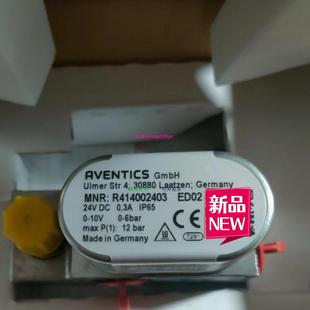 AVENTICS GmbH
Ulmer Str 4; 30880 Laatzen; Germany
MNR: R414002403 ED02
24V DC 0,3A IP65
0-10V 0-6bar
max P(1): 12 bar
Made in Germany
新品
NEW